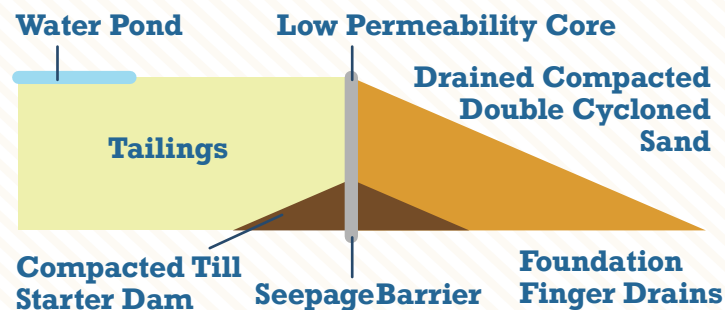 Water Pond
Low Permeability Core
Drained Compacted
Double Cycloned
Sand
Tailings
Compacted Till
Starter Dam
SeepageBarrier
Foundation
Finger Drains